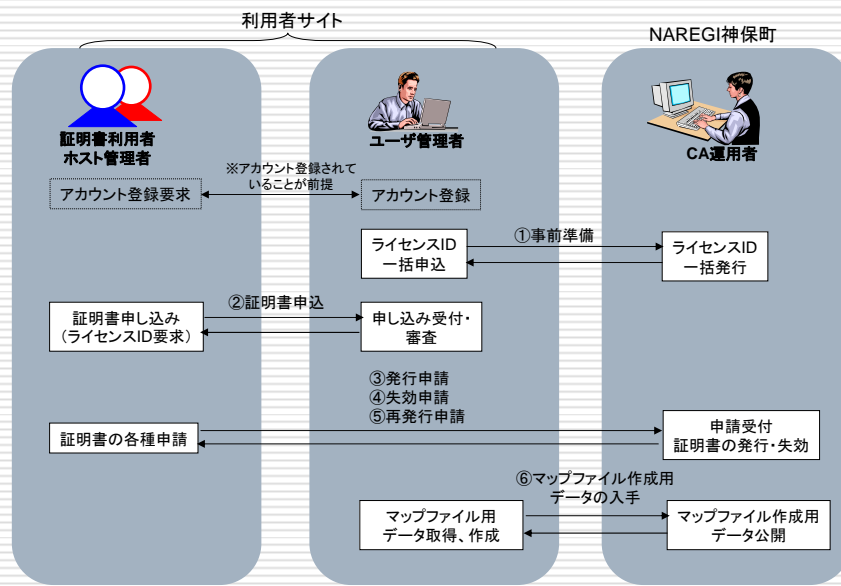 利用者サイト
NAREGI神保町
証明書利用者
ホスト管理者
ユーザ管理者
CA運用者
アカウント登録要求
※アカウント登録されて
いることが前提
アカウント登録
ライセンスID
一括申込
①事前準備
ライセンスID
一括発行
証明書申し込み
(ライセンスID要求)
②証明書申込
申し込み受付・
審査
③発行申請
④失効申請
⑤再発行申請
証明書の各種申請
申請受付
証明書の発行・失効
⑥マップファイル作成用
データの入手
マップファイル用
データ取得、作成
マップファイル作成用
データ公開